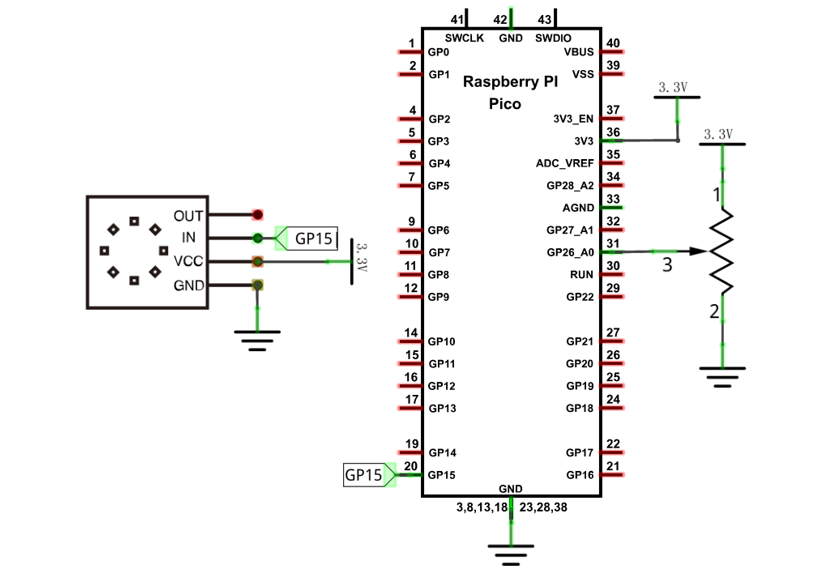 41 42 43
SWCLK GND SWDIO
1 GP0 VBUS 40
2 GP1 VSS 39
Raspberry PI
Pico
3.3V
4 GP2 3V3_EN 37
5 GP3 3V3 36
3.3V
6 GP4 ADC_VREF 35
7 GP5 GP28_A2 34
1
AGND 33
OUT
9 GP6 GP27_A1 32
IN GP15
10 GP7 GP26_A0 31
3
VCC 3.3V
11 GP8 RUN 30
GND
12 GP9 GP22 29
2
14 GP10 GP21 27
15 GP11 GP20 26
16 GP12 GP19 25
17 GP13 GP18 24
19 GP14 GP17 22
GP15 20 GP15 GP16 21
GND
3,8,13,18 23,28,38